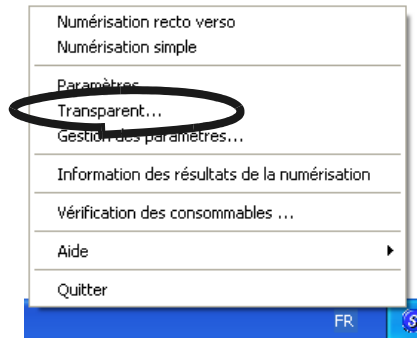 Numérisation recto verso
Numérisation simple
Paramètres...
Transparent...
Gestion des paramètres...
Information des résultats de la numérisation
Vérification des consommables ...
Aide
Quitter
FR
S